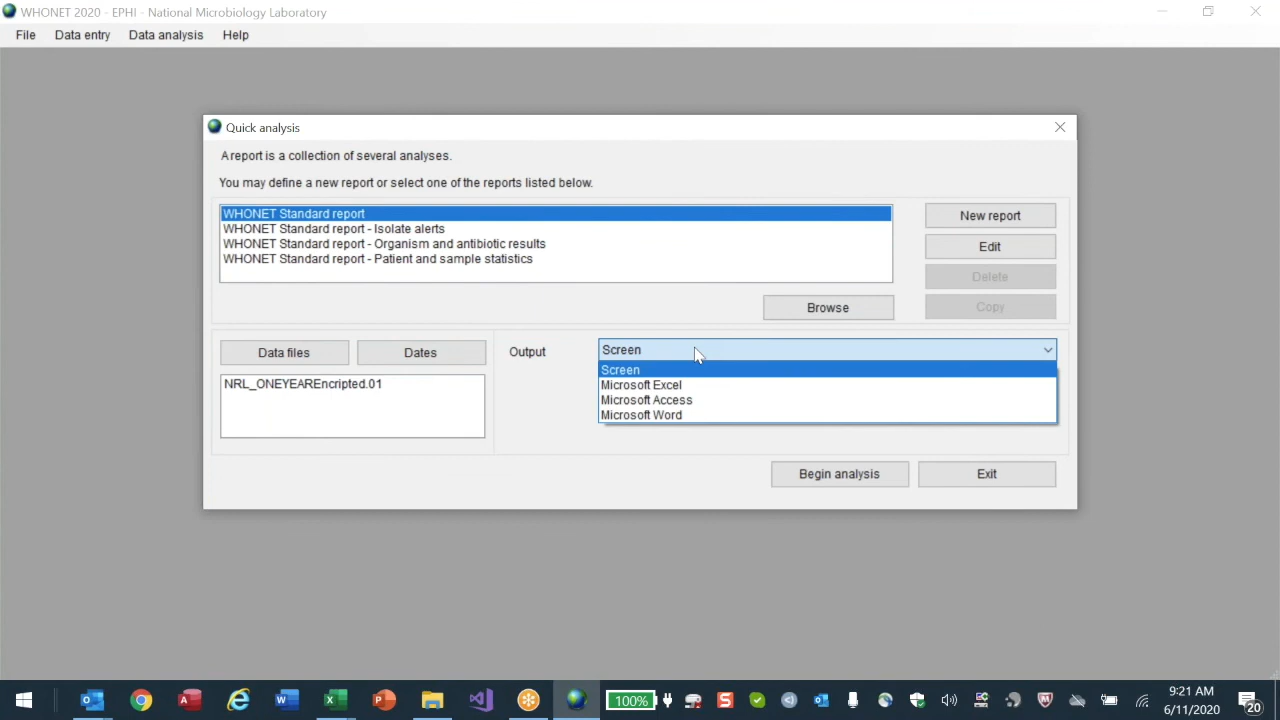 WHONET 2020 - EPHI - National Microbiology Laboratory
File Data entry Data analysis Help
Quick analysis
A report is a collection of several analyses.
You may define a new report or select one of the reports listed below.
WHONET Standard report
WHONET Standard report - Isolate alerts
WHONET Standard report - Organism and antibiotic results
WHONET Standard report - Patient and sample statistics
New report
Edit
Delete
Copy
Browse
Data files
Dates
Output
Screen
NRL_ONEYEAREncripted.01
Screen
Microsoft Excel
Microsoft Access
Microsoft Word
Begin analysis
Exit
100%
9:21 AM
6/11/2020
20